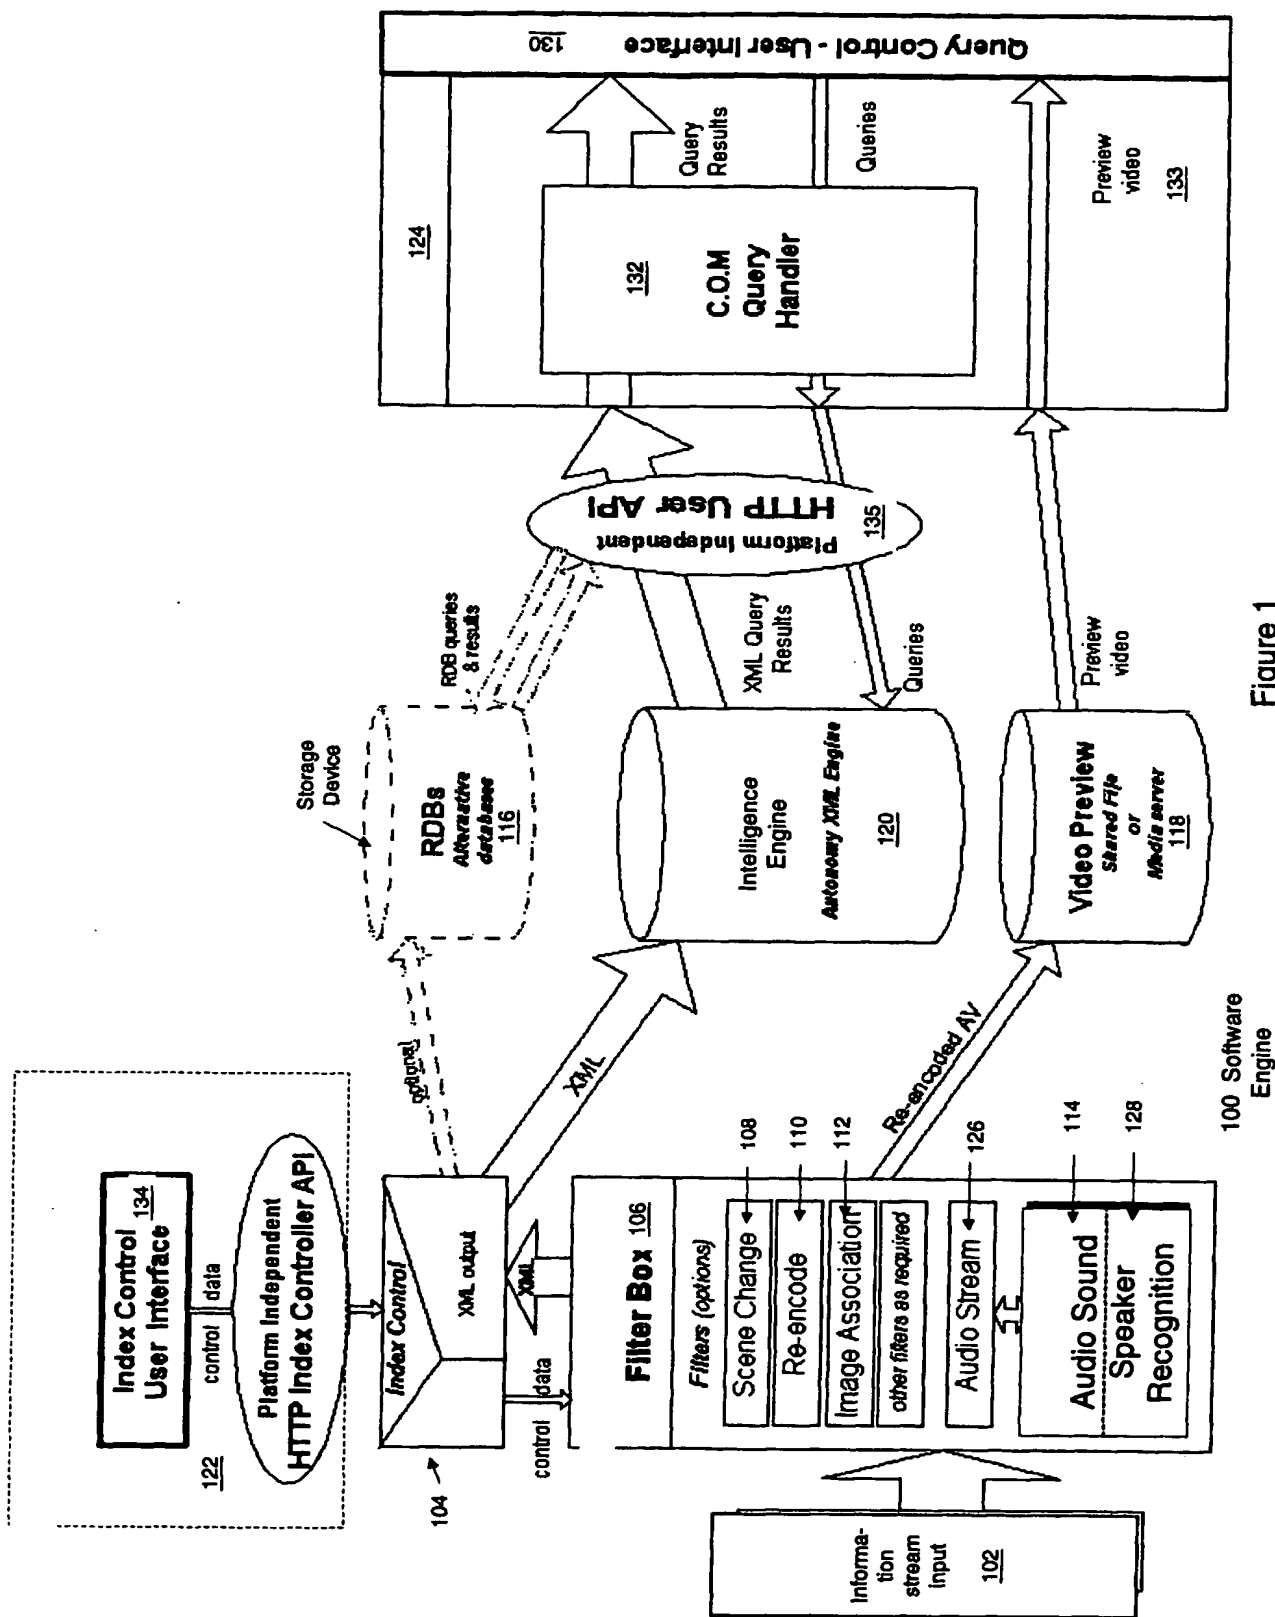 Index Control
User Interface
134
control
data
122
Platform Independent
HTTP Index Controller API
104
Index Control
XML output
control
data
XML
Filter Box
106
Filters (options)
Scene Change
Re-encode
Image Association
other filters as required
Audio Stream
Audio Sound
Speaker
Recognition
108
110
112
126
114
128
Informa-
tion
stream
input
102
optional
XML
Re-encoded AV
100 Software
Engine
Storage
Device
RDBs
Alternative
databases
116
Intelligence
Engine
Autonomy XML Engine
120
Video Preview
Shared File
or
Media server
118
RDB queries
& results
XML Query
Results
Queries
Preview
video
Platform Independent
HTTP User API
135
124
132
C.O.M
Query
Handler
Query
Results
Queries
Preview
video
133
Query Control - User Interface
130
Figure 1